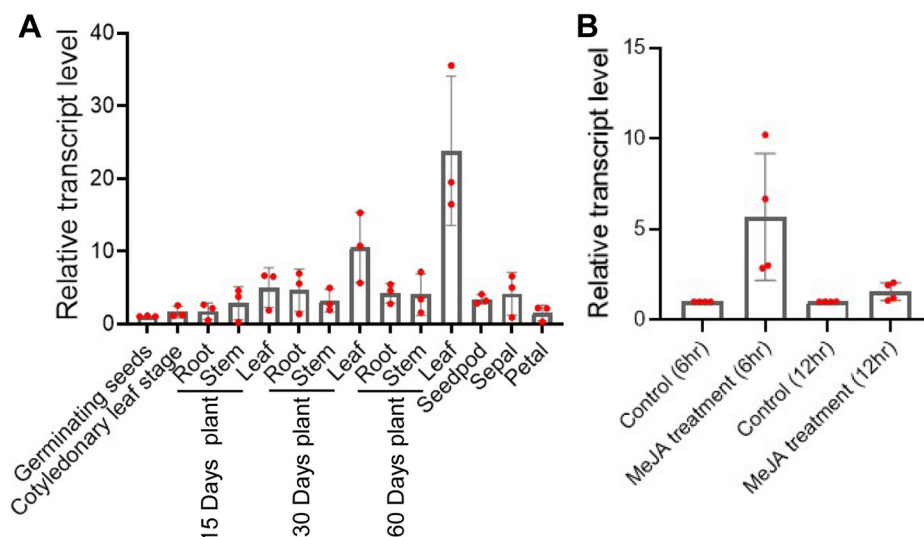 A
Relative transcript level
40
30
20
10
0
Germinating seeds
Cotyledonary leaf stage
Root
Stem
Leaf
Root
Stem
Leaf
Root
Stem
Leaf
Seedpod
Sepal
Petal
15 Days plant
30 Days plant
60 Days plant
B
Relative transcript level
15
10
5
0
Control (6hr)
MeJA treatment (6hr)
Control (12hr)
MeJA treatment (12hr)